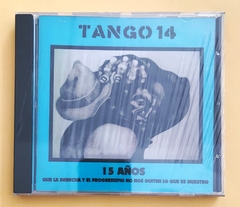 TANGO 14
15 AÑOS
QUE LA DERECHA Y EL PROGRESISMO NO NOS QUITEN LO QUE ES NUESTRO